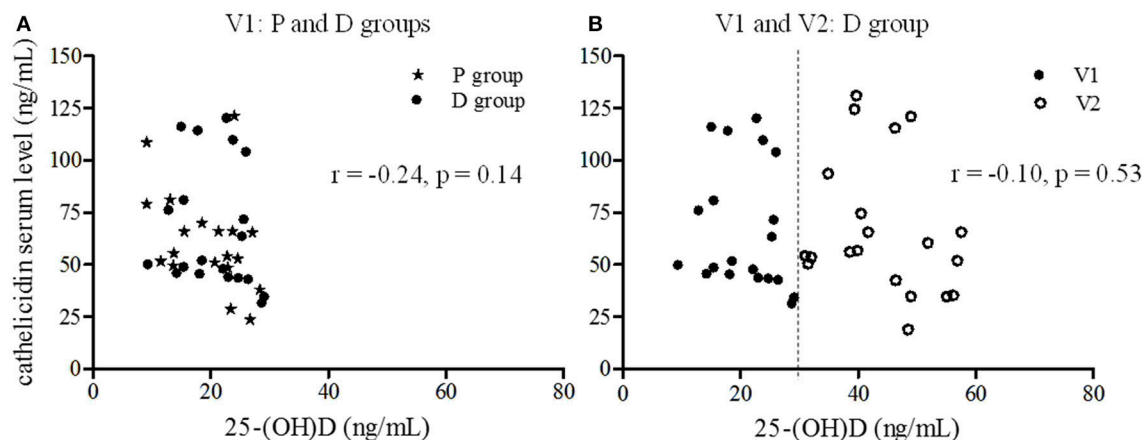 A
V1: P and D groups
cathelicidin serum level (ng/mL)
150
125
100
75
50
25
0
P group
D group
r = -0.24, p = 0.14
0 20 40 60 80
25-(OH)D (ng/mL)
B
V1 and V2: D group
150
125
100
75
50
25
0
V1
V2
r = -0.10, p = 0.53
0 20 40 60 80
25-(OH)D (ng/mL)